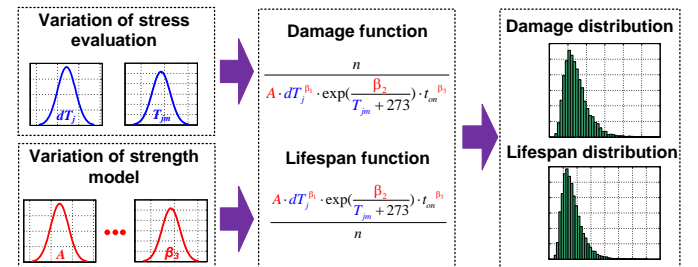 Variation of stress
evaluation
dTj
Tjm
Variation of strength
model
A
β3
Damage function
n
A · dTj^β1 · exp(β2 / (Tjm + 273)) · ton^β3
Lifespan function
A · dTj^β1 · exp(β2 / (Tjm + 273)) · ton^β3
n
Damage distribution
Lifespan distribution